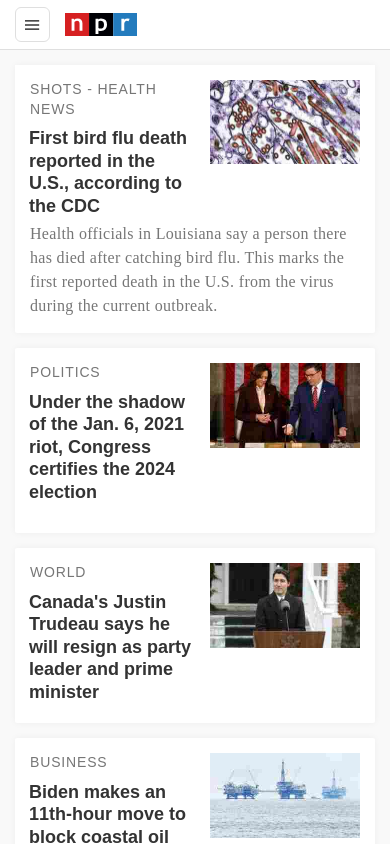 npr
SHOTS - HEALTH
NEWS
First bird flu death
reported in the
U.S., according to
the CDC
Health officials in Louisiana say a person there
has died after catching bird flu. This marks the
first reported death in the U.S. from the virus
during the current outbreak.
POLITICS
Under the shadow
of the Jan. 6, 2021
riot, Congress
certifies the 2024
election
WORLD
Canada's Justin
Trudeau says he
will resign as party
leader and prime
minister
BUSINESS
Biden makes an
11th-hour move to
block coastal oil